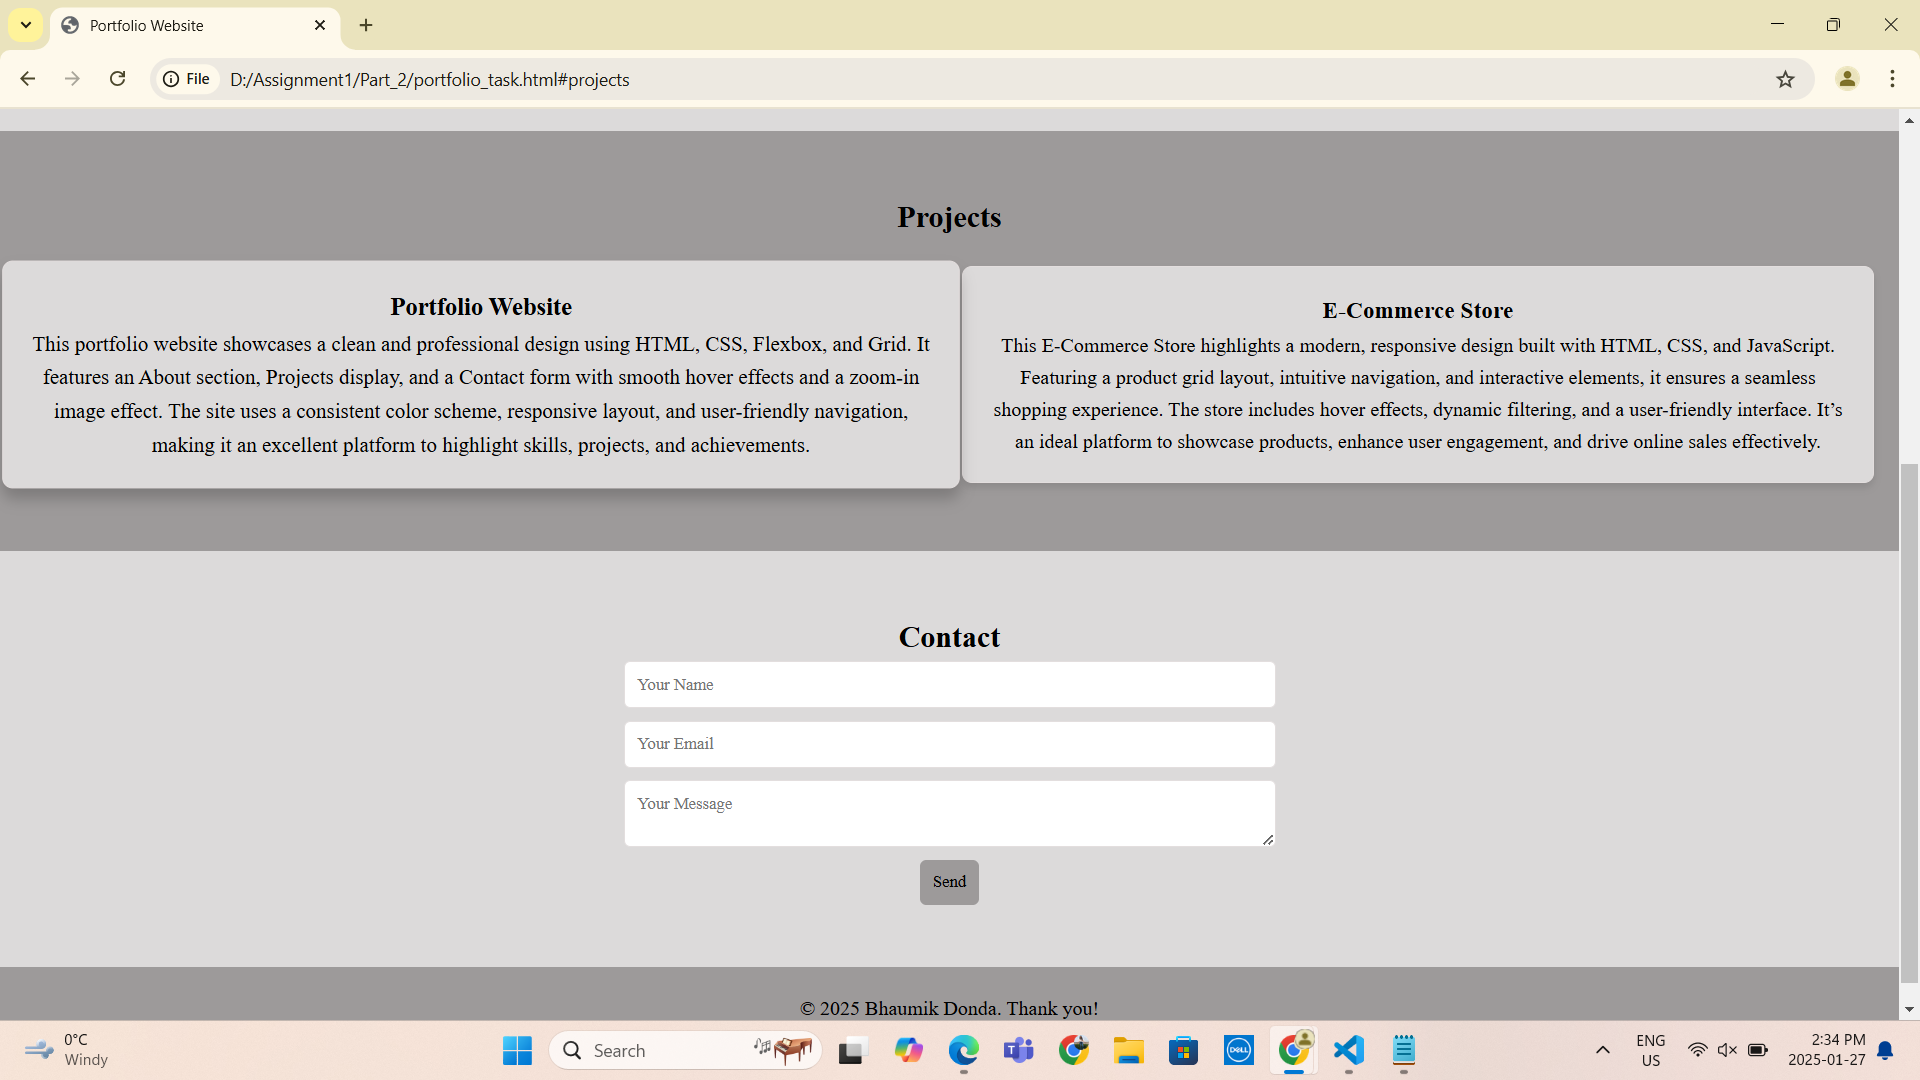 Portfolio Website
File
D:/Assignment1/Part_2/portfolio_task.html#projects
Projects
Portfolio Website
This portfolio website showcases a clean and professional design using HTML, CSS, Flexbox, and Grid. It
features an About section, Projects display, and a Contact form with smooth hover effects and a zoom-in
image effect. The site uses a consistent color scheme, responsive layout, and user-friendly navigation,
making it an excellent platform to highlight skills, projects, and achievements.
E-Commerce Store
This E-Commerce Store highlights a modern, responsive design built with HTML, CSS, and JavaScript.
Featuring a product grid layout, intuitive navigation, and interactive elements, it ensures a seamless
shopping experience. The store includes hover effects, dynamic filtering, and a user-friendly interface. It’s
an ideal platform to showcase products, enhance user engagement, and drive online sales effectively.
Contact
Your Name
Your Email
Your Message
Send
© 2025 Bhaumik Donda. Thank you!
0°C
Windy
Search
DELL
ENG
US
2:34 PM
2025-01-27